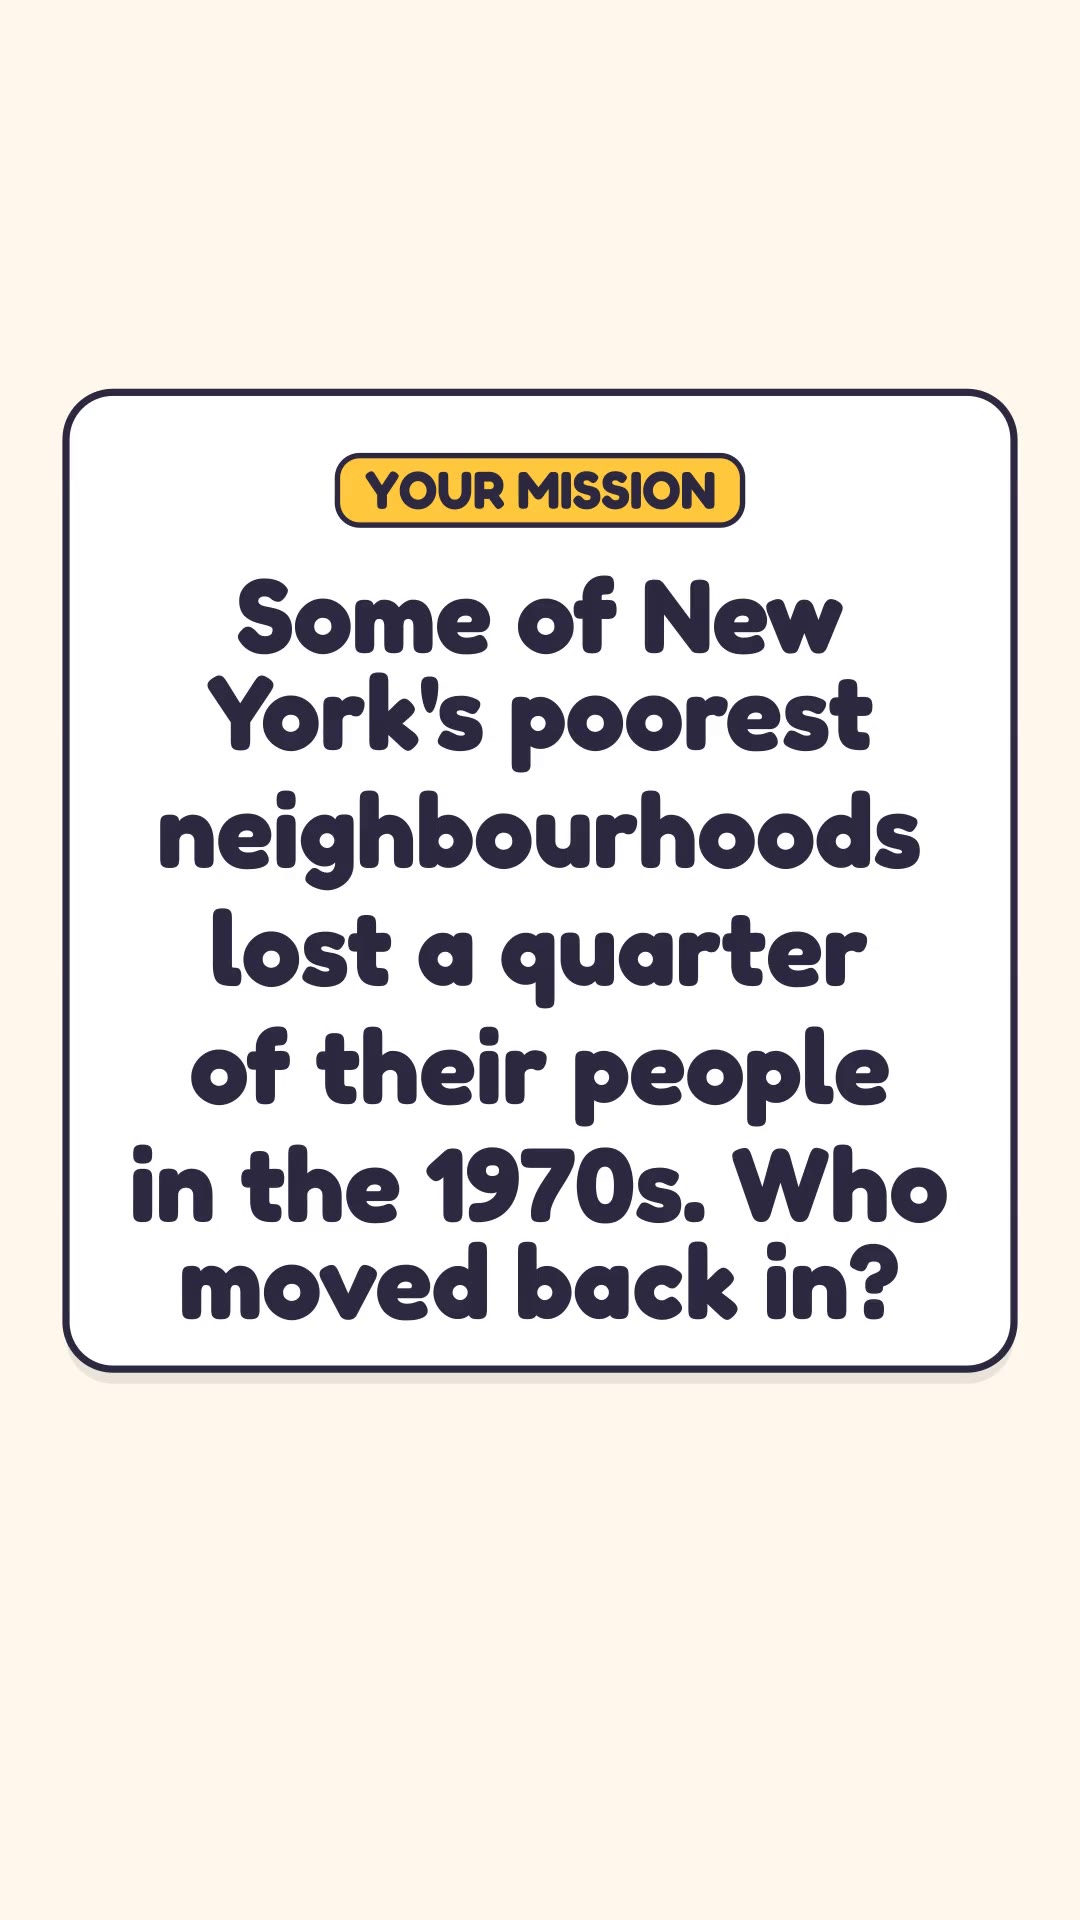 YOUR MISSION
Some of New
York's poorest
neighbourhoods
lost a quarter
of their people
in the 1970s. Who
moved back in?